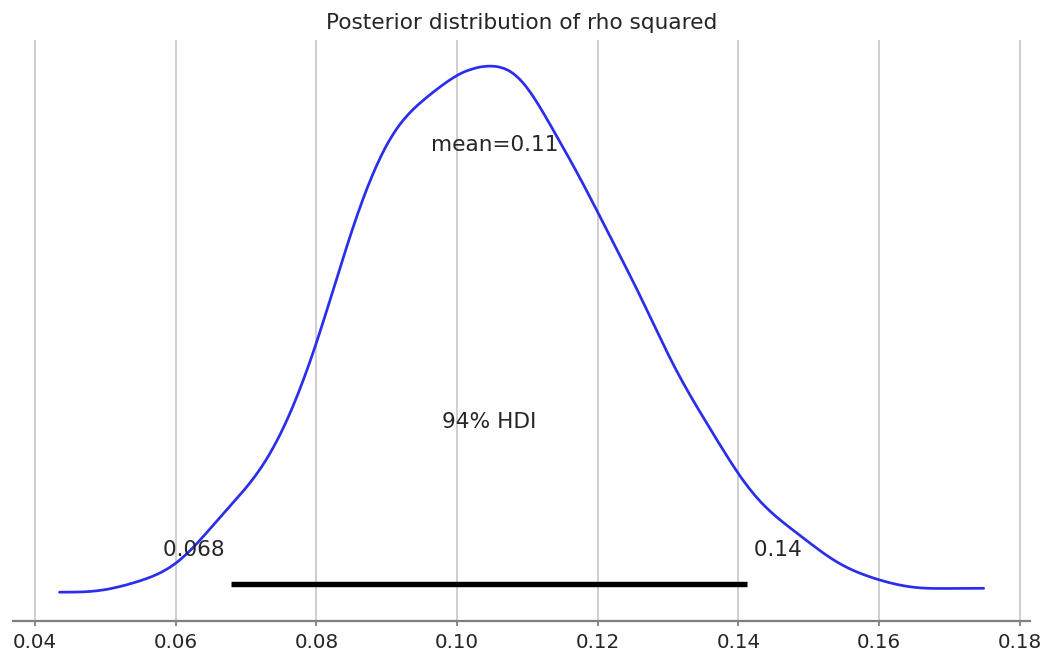 Posterior distribution of rho squared
mean=0.11
94% HDI
0.068 0.14
0.04 0.06 0.08 0.10 0.12 0.14 0.16 0.18